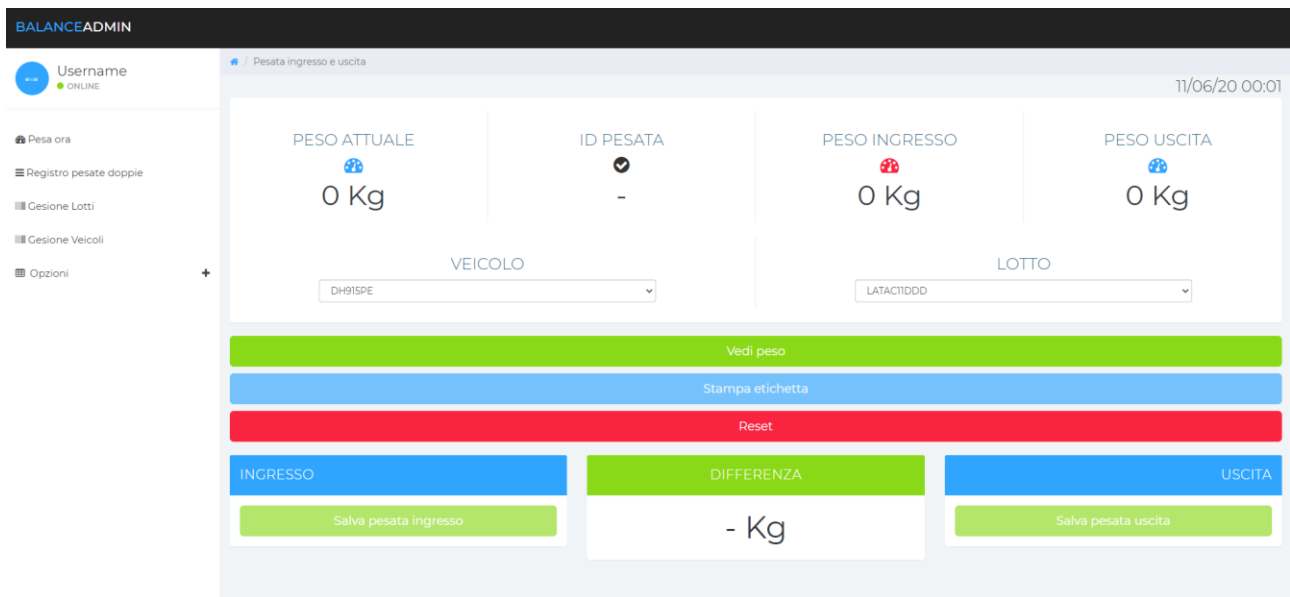 BALANCEADMIN
Username
ONLINE
Pesa ora
Registro pesate doppie
Gesione Lotti
Gesione Veicoli
Opzioni +
/ Pesata ingresso e uscita
11/06/20 00:01
PESO ATTUALE
0 Kg
ID PESATA
-
PESO INGRESSO
0 Kg
PESO USCITA
0 Kg
VEICOLO
DH915PE
LOTTO
LATAC11DDD
Vedi peso
Stampa etichetta
Reset
INGRESSO
Salva pesata ingresso
DIFFERENZA
- Kg
USCITA
Salva pesata uscita